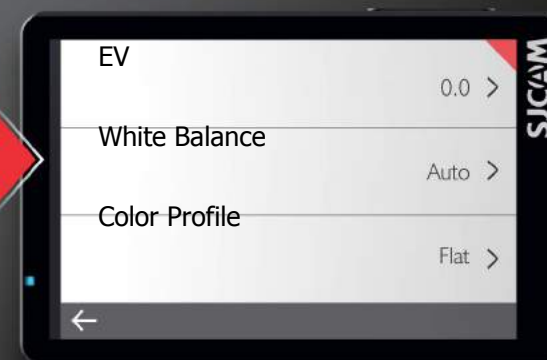 EV
0.0 >
White Balance
Auto >
Color Profile
Flat >
SJCAM